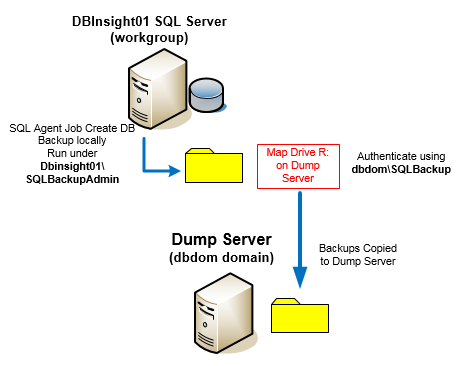 DBInsight01 SQL Server
(workgroup)
SQL Agent Job Create DB
Backup locally
Run under
Dbinsight01\
SQLBackupAdmin
Map Drive R:
on Dump
Server
Authenticate using
dbdom\SQLBackup
Dump Server
(dbdom domain)
Backups Copied
to Dump Server